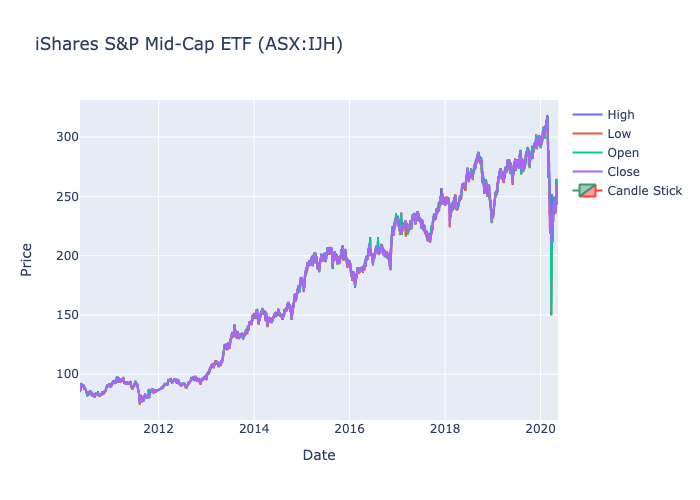 iShares S&P Mid-Cap ETF (ASX:IJH)
High
Low
Open
Close
Candle Stick
300
250
200
150
100
Price
2012 2014 2016 2018 2020
Date